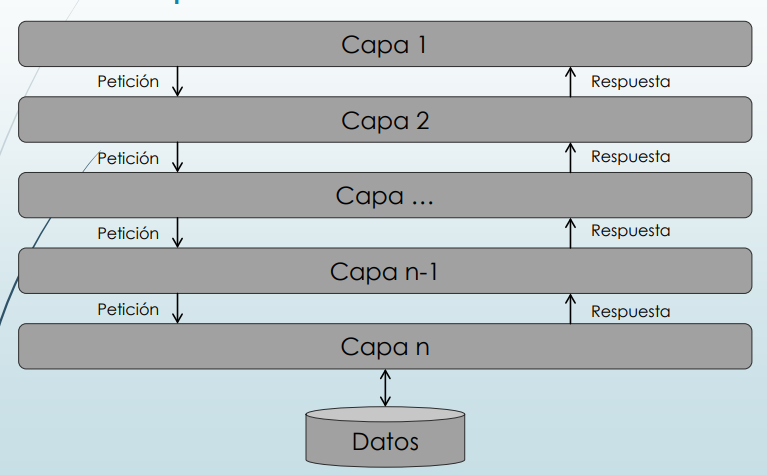 Capa 1
Petición
Respuesta
Capa 2
Petición
Respuesta
Capa ...
Petición
Respuesta
Capa n-1
Petición
Respuesta
Capa n
Datos